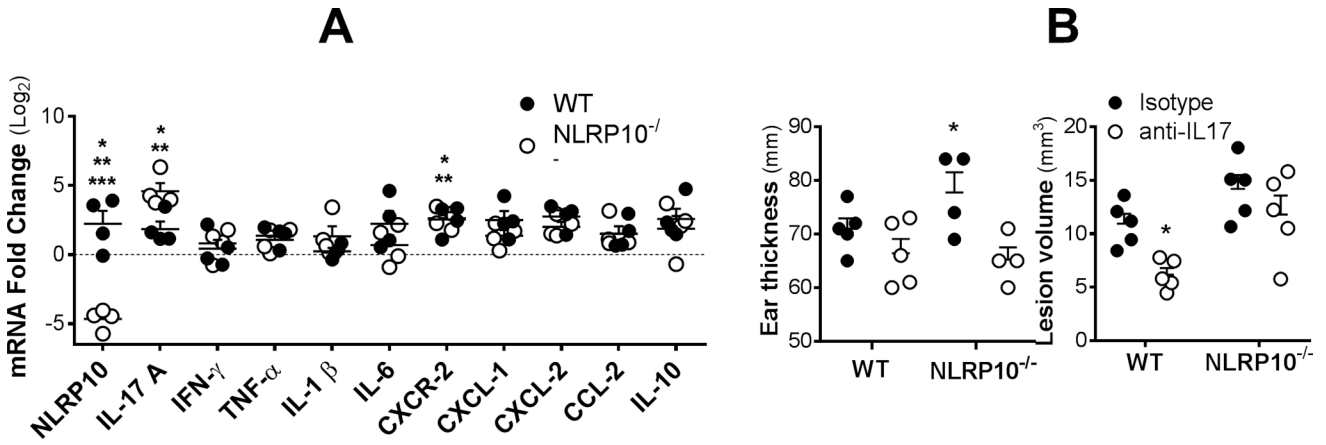 A
B
mRNA Fold Change (Log2)
10
5
0
-5
WT
NLRP10-/
-
*
**
***
*
**
*
**
NLRP10
IL-17 A
IFN-γ
TNF-α
IL-1 β
IL-6
CXCR-2
CXCL-1
CXCL-2
CCL-2
IL-10
Ear thickness (mm)
90
80
70
60
50
*
WT
NLRP10-/-
Isotype
anti-IL17
Lesion volume (mm3)
20
15
10
5
0
*
WT
NLRP10-/-